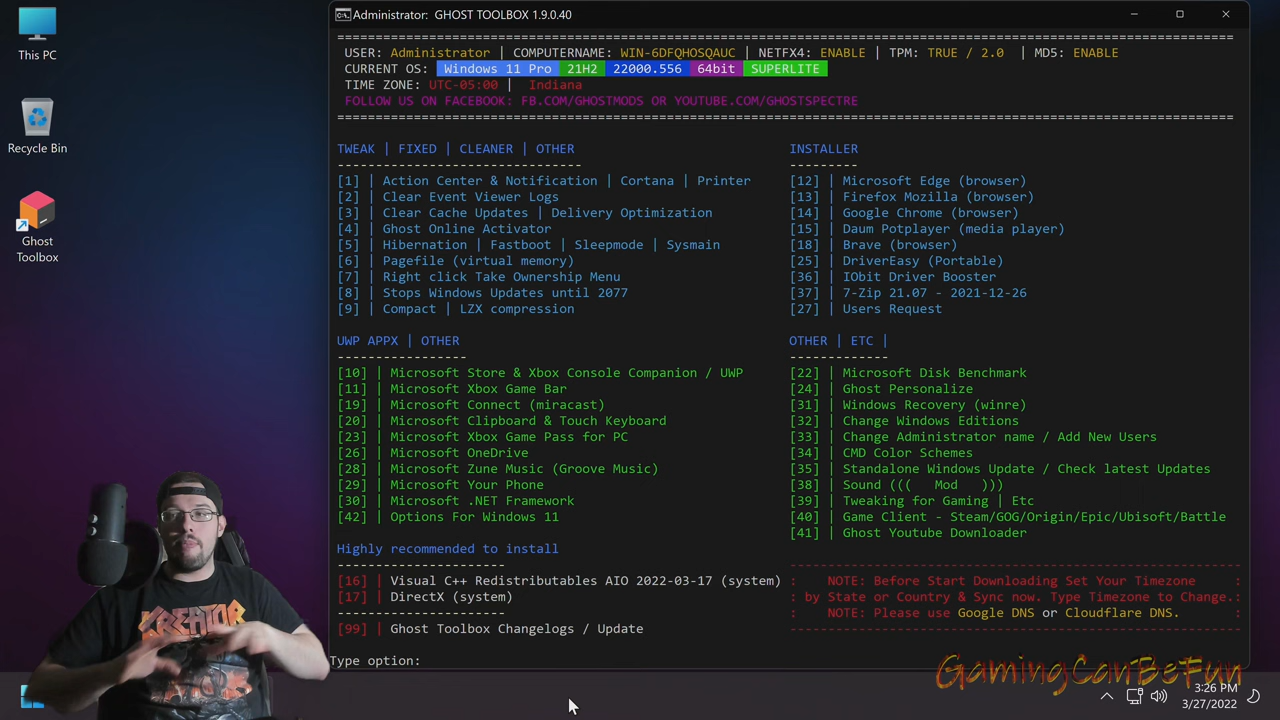 This PC
Recycle Bin
Ghost
Toolbox
Administrator: GHOST TOOLBOX 1.9.0.40
USER: Administrator | COMPUTERNAME: WIN-6DFQHOSQAUC | NETFX4: ENABLE | TPM: TRUE / 2.0 | MD5: ENABLE
CURRENT OS: Windows 11 Pro 21H2 22000.556 64bit SUPERLITE
TIME ZONE: UTC-05:00 | Indiana
FOLLOW US ON FACEBOOK: FB.COM/GHOSTMODS OR YOUTUBE.COM/GHOSTSPECTRE
TWEAK | FIXED | CLEANER | OTHER
[1] | Action Center & Notification | Cortana | Printer
[2] | Clear Event Viewer Logs
[3] | Clear Cache Updates | Delivery Optimization
[4] | Ghost Online Activator
[5] | Hibernation | Fastboot | Sleepmode | Sysmain
[6] | Pagefile (virtual memory)
[7] | Right click Take Ownership Menu
[8] | Stops Windows Updates until 2077
[9] | Compact | LZX compression
INSTALLER
[12] | Microsoft Edge (browser)
[13] | Firefox Mozilla (browser)
[14] | Google Chrome (browser)
[15] | Daum Potplayer (media player)
[18] | Brave (browser)
[25] | DriverEasy (Portable)
[36] | IObit Driver Booster
[37] | 7-Zip 21.07 - 2021-12-26
[27] | Users Request
UWP APPX | OTHER
[10] | Microsoft Store & Xbox Console Companion / UWP
[11] | Microsoft Xbox Game Bar
[19] | Microsoft Connect (miracast)
[20] | Microsoft Clipboard & Touch Keyboard
[23] | Microsoft Xbox Game Pass for PC
[26] | Microsoft OneDrive
[28] | Microsoft Zune Music (Groove Music)
[29] | Microsoft Your Phone
[30] | Microsoft .NET Framework
[42] | Options For Windows 11
OTHER | ETC |
[22] | Microsoft Disk Benchmark
[24] | Ghost Personalize
[31] | Windows Recovery (winre)
[32] | Change Windows Editions
[33] | Change Administrator name / Add New Users
[34] | CMD Color Schemes
[35] | Standalone Windows Update / Check latest Updates
[38] | Sound ((( Mod )))
[39] | Tweaking for Gaming | Etc
[40] | Game Client - Steam/GOG/Origin/Epic/Ubisoft/Battle
[41] | Ghost Youtube Downloader
Highly recommended to install
[16] | Visual C++ Redistributables AIO 2022-03-17 (system)
[17] | DirectX (system)
[99] | Ghost Toolbox Changelogs / Update
: NOTE: Before Start Downloading Set Your Timezone :
: by State or Country & Sync now. Type Timezone to Change.:
: NOTE: Please use Google DNS or Cloudflare DNS. :
Type option:
KREATOR
GamingCanBeFun
3:26 PM
3/27/2022